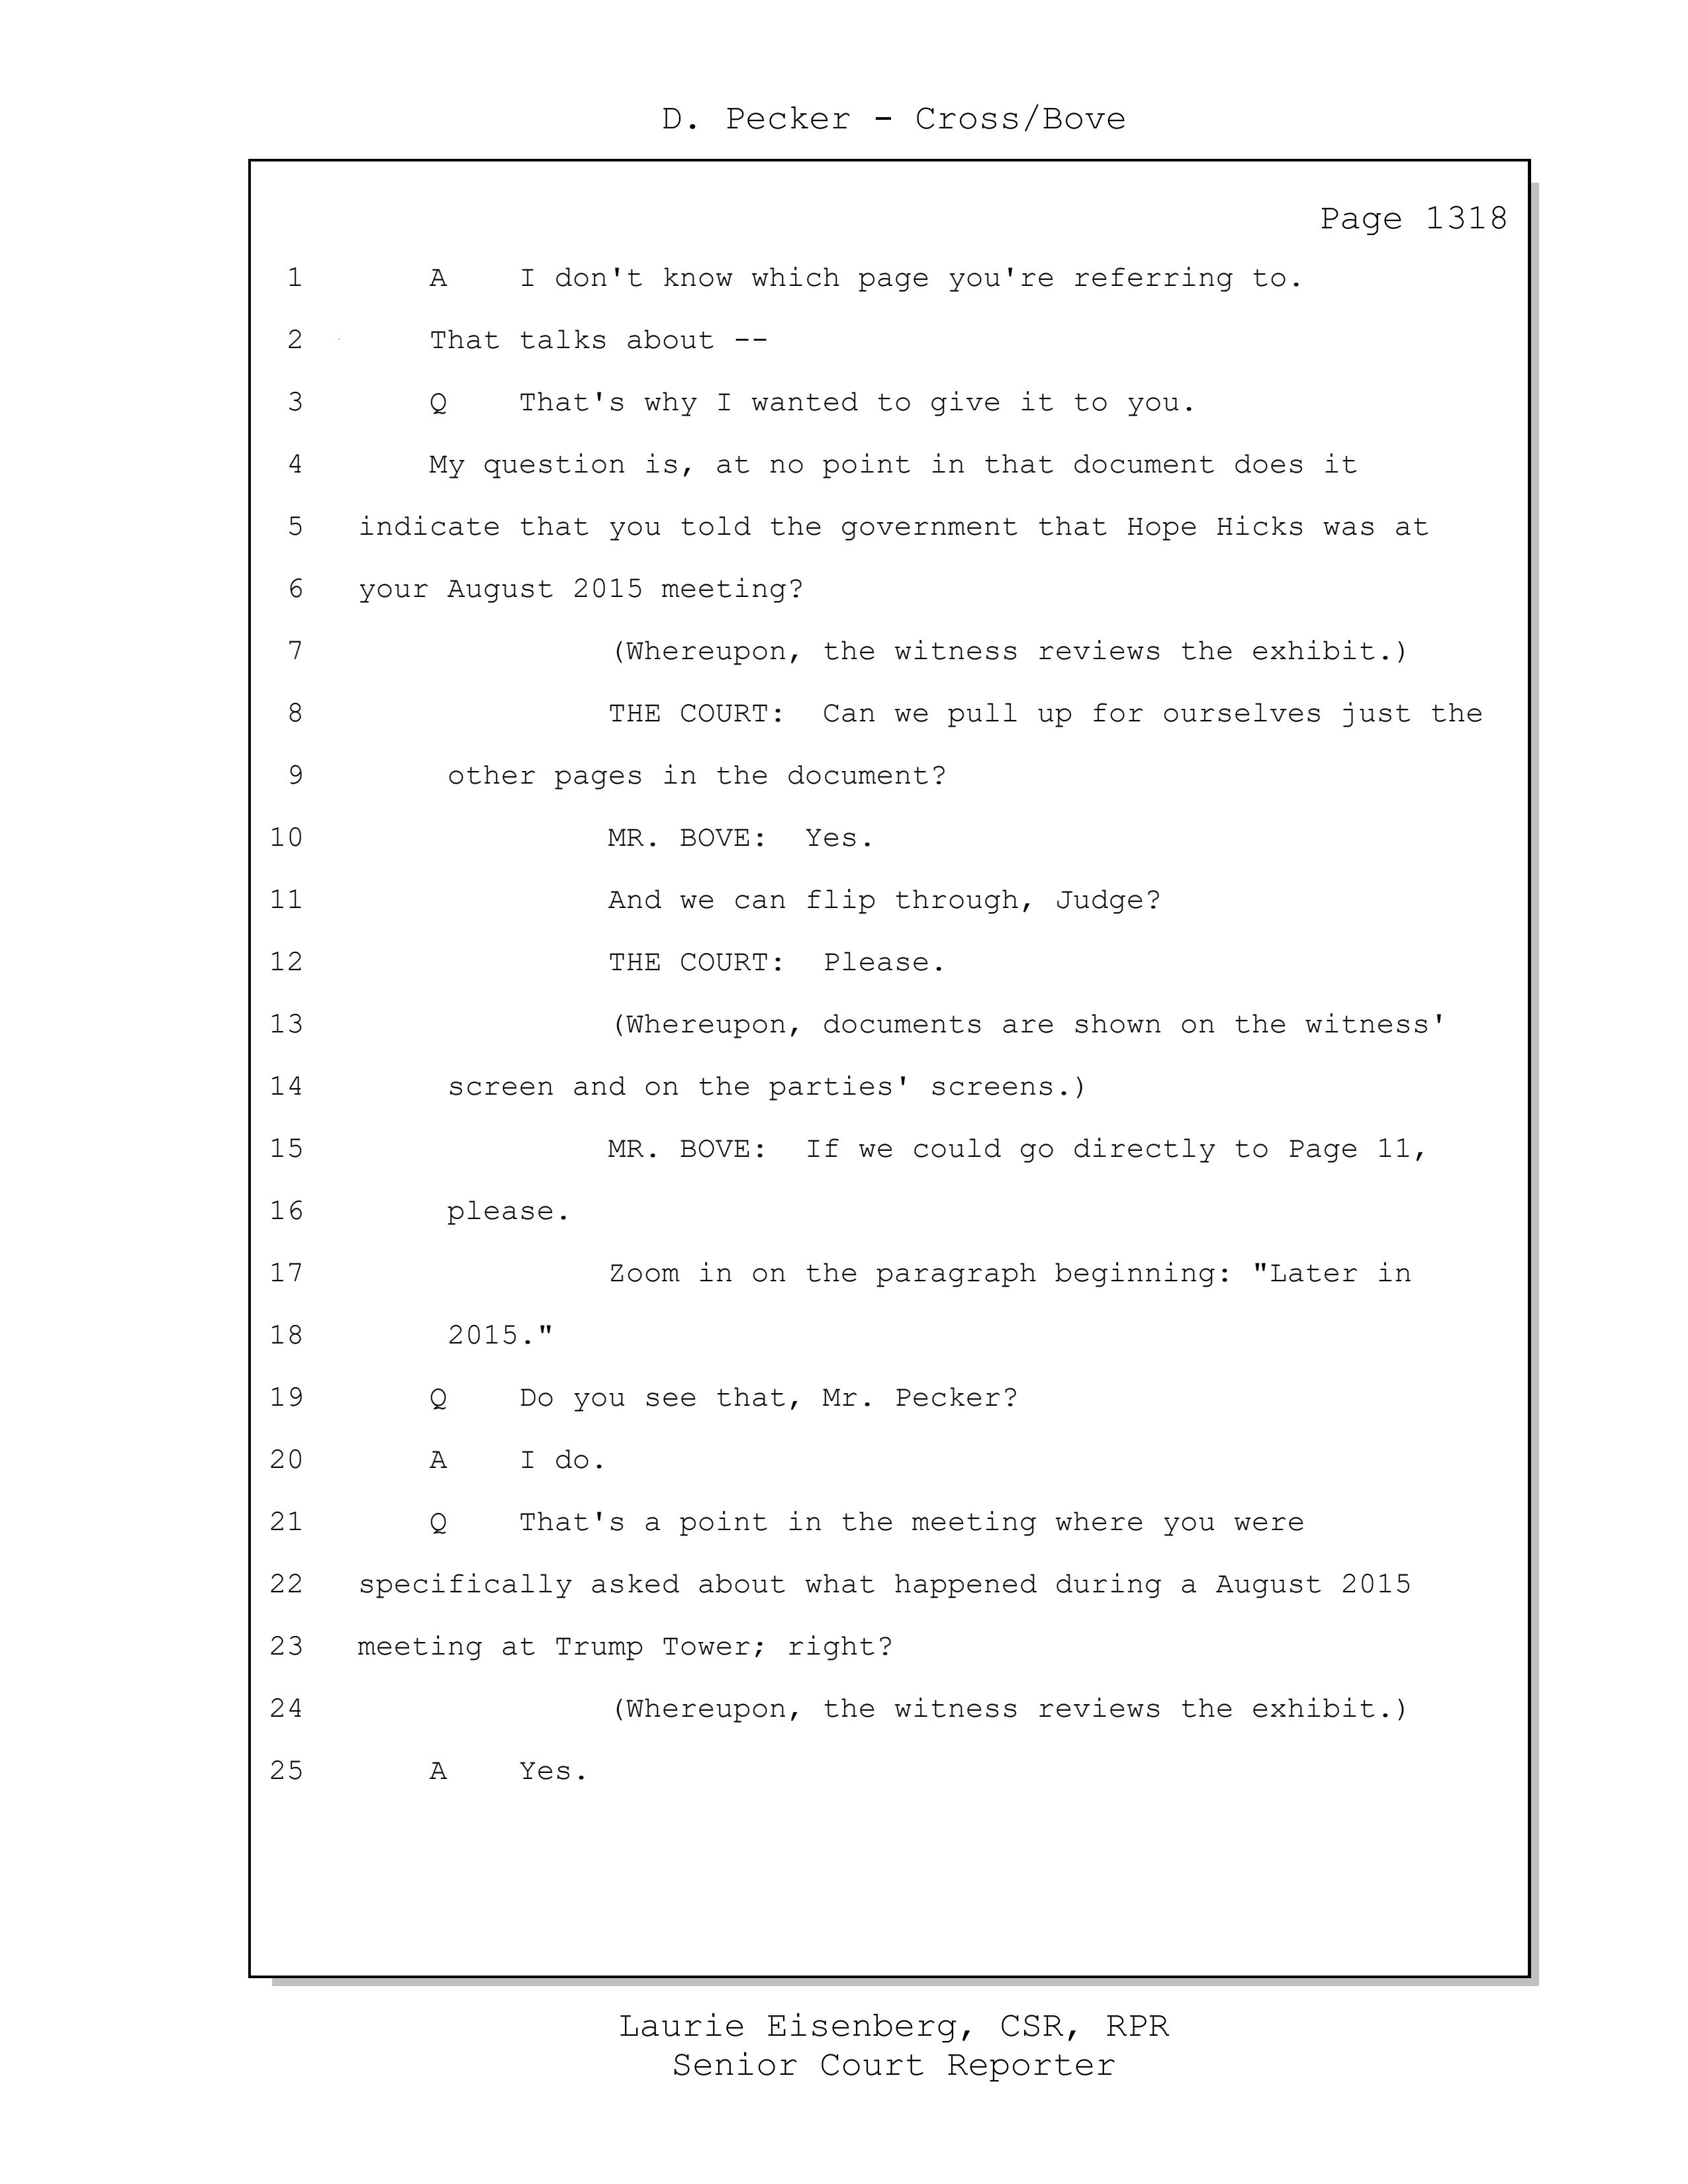 D. Pecker - Cross/Bove
Page 1318
1 A I don't know which page you're referring to.
2 That talks about --
3 Q That's why I wanted to give it to you.
4 My question is, at no point in that document does it
5 indicate that you told the government that Hope Hicks was at
6 your August 2015 meeting?
7 (Whereupon, the witness reviews the exhibit.)
8 THE COURT: Can we pull up for ourselves just the
9 other pages in the document?
10 MR. BOVE: Yes.
11 And we can flip through, Judge?
12 THE COURT: Please.
13 (Whereupon, documents are shown on the witness'
14 screen and on the parties' screens.)
15 MR. BOVE: If we could go directly to Page 11,
16 please.
17 Zoom in on the paragraph beginning: "Later in
18 2015."
19 Q Do you see that, Mr. Pecker?
20 A I do.
21 Q That's a point in the meeting where you were
22 specifically asked about what happened during a August 2015
23 meeting at Trump Tower; right?
24 (Whereupon, the witness reviews the exhibit.)
25 A Yes.
Laurie Eisenberg, CSR, RPR
Senior Court Reporter